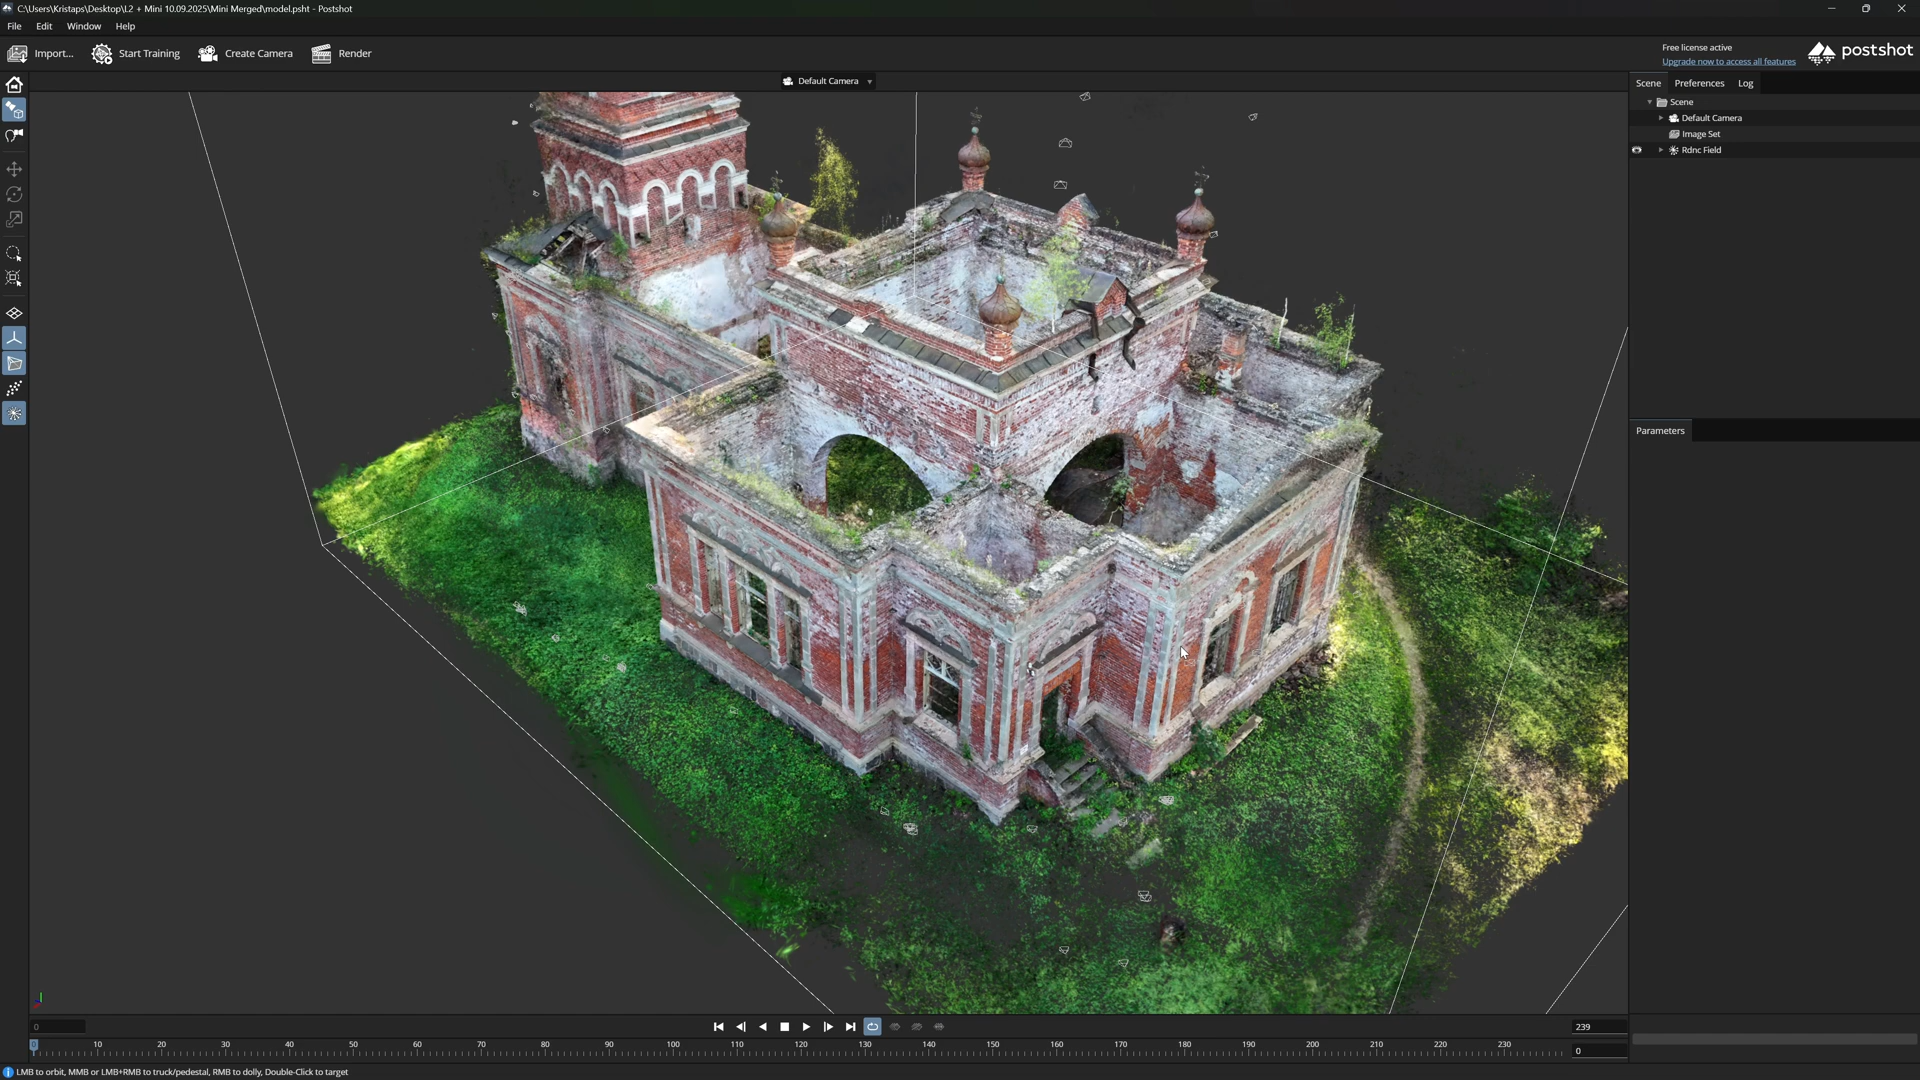 C:\Users\Kristaps\Desktop\L2 + Mini 10.09.2025\Mini Merged\model.psht - Postshot
File Edit Window Help
Import... Start Training Create Camera Render
Free license active
Upgrade now to access all features
postshot
Default Camera
Scene Preferences Log
Scene
Default Camera
Image Set
Rdnc Field
Parameters
0
239
0 10 20 30 40 50 60 70 80 90 100 110 120 130 140 150 160 170 180 190 200 210 220 230
0
LMB to orbit, MMB or LMB+RMB to truck/pedestal, RMB to dolly, Double-Click to target